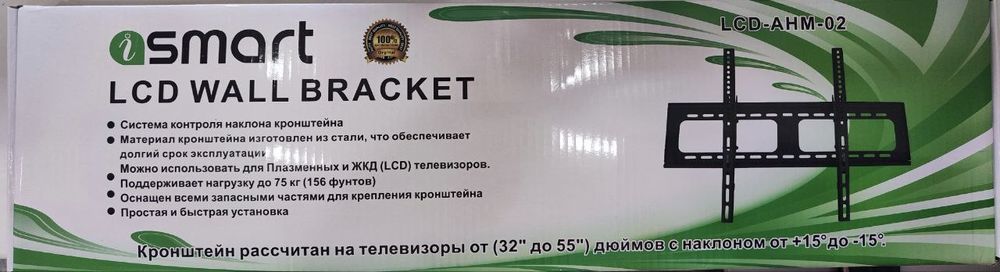 ismart
100%
Original
LCD-AHM-02
LCD WALL BRACKET
Система контроля наклона кронштейна
Материал кронштейна изготовлен из стали, что обеспечивает
долгий срок эксплуатации
Можно использовать для Плазменных и ЖКД (LCD) телевизоров.
Поддерживает нагрузку до 75 кг (156 фунтов)
Оснащен всеми запасными частями для крепления кронштейна
Простая и быстрая установка
Кронштейн рассчитан на телевизоры от (32" до 55") дюймов с наклоном от +15° до -15°.